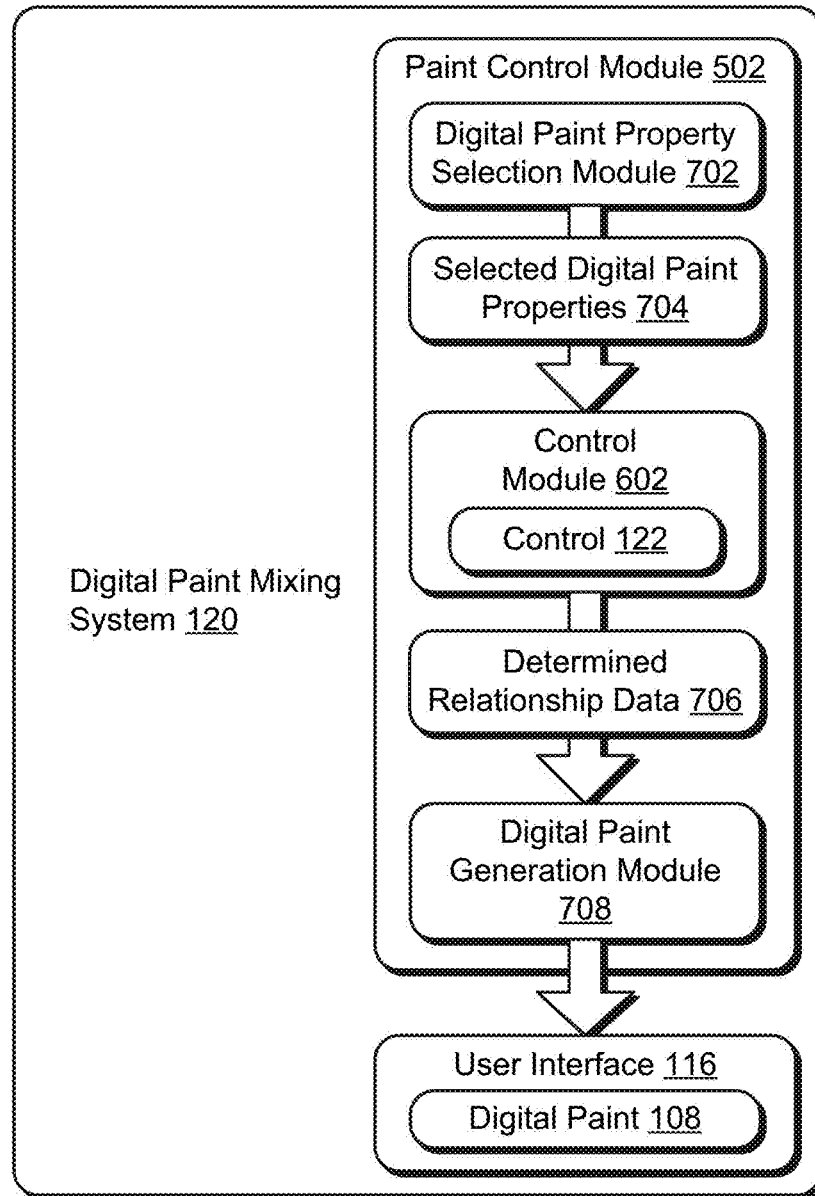 Paint Control Module 502
Digital Paint Property
Selection Module 702
Selected Digital Paint
Properties 704
Control
Module 602
Control 122
Digital Paint Mixing
System 120
Determined
Relationship Data 706
Digital Paint
Generation Module
708
User Interface 116
Digital Paint 108